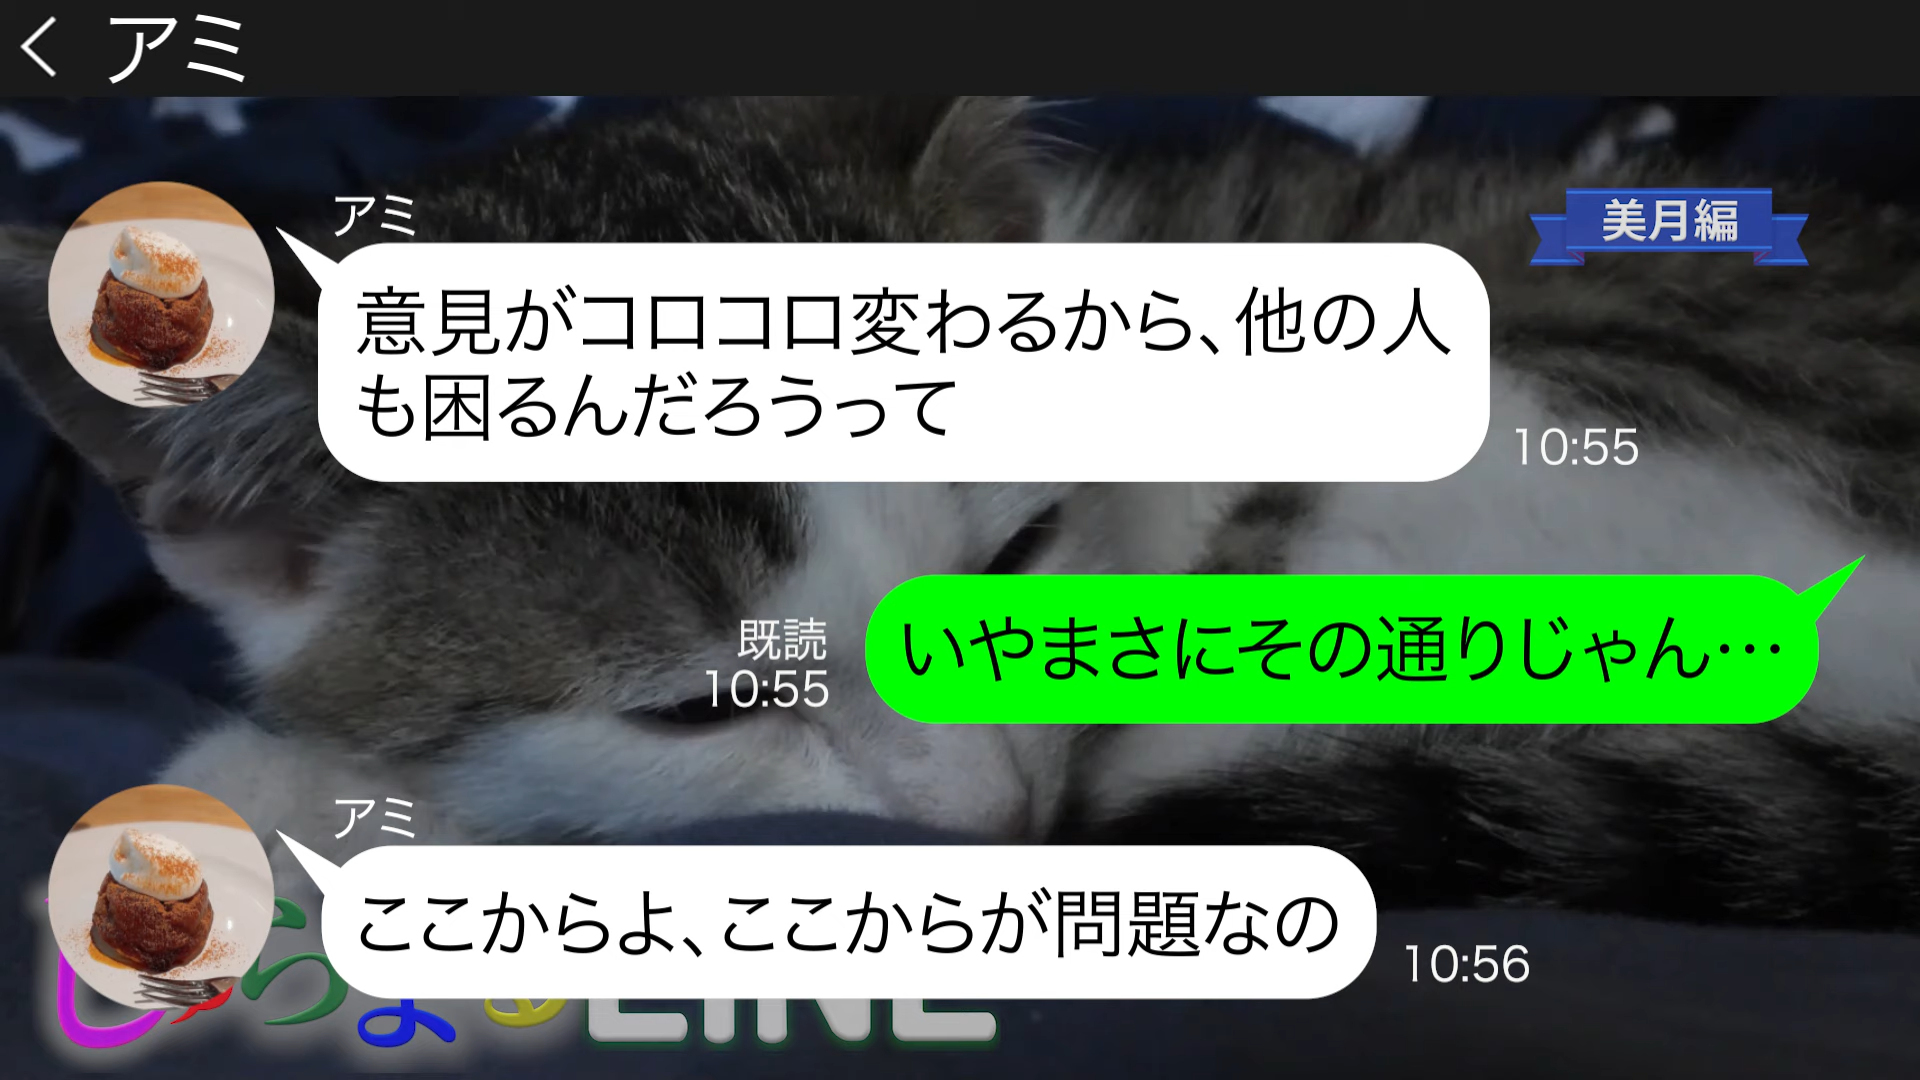 アミ
アミ
美月編
意見がコロコロ変わるから、他の人
も困るんだろうって
10:55
いやまさにその通りじゃん…
既読
10:55
アミ
ここからよ、ここからが問題なの
10:56
LINE